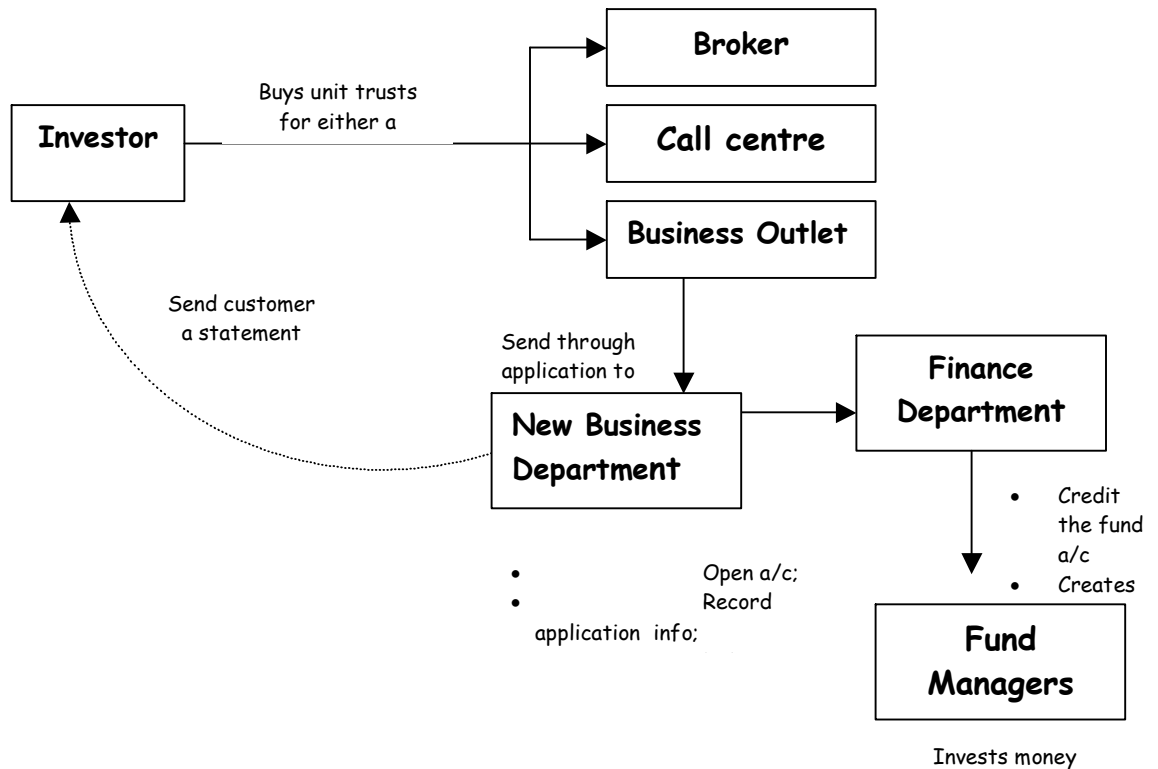 Broker
Buys unit trusts
for either a
Investor
Call centre
Business Outlet
Send customer
a statement
Send through
application to
Finance
Department
New Business
Department
• Credit
the fund
a/c
• Creates
• Open a/c;
• Record
application info;
Fund
Managers
Invests money